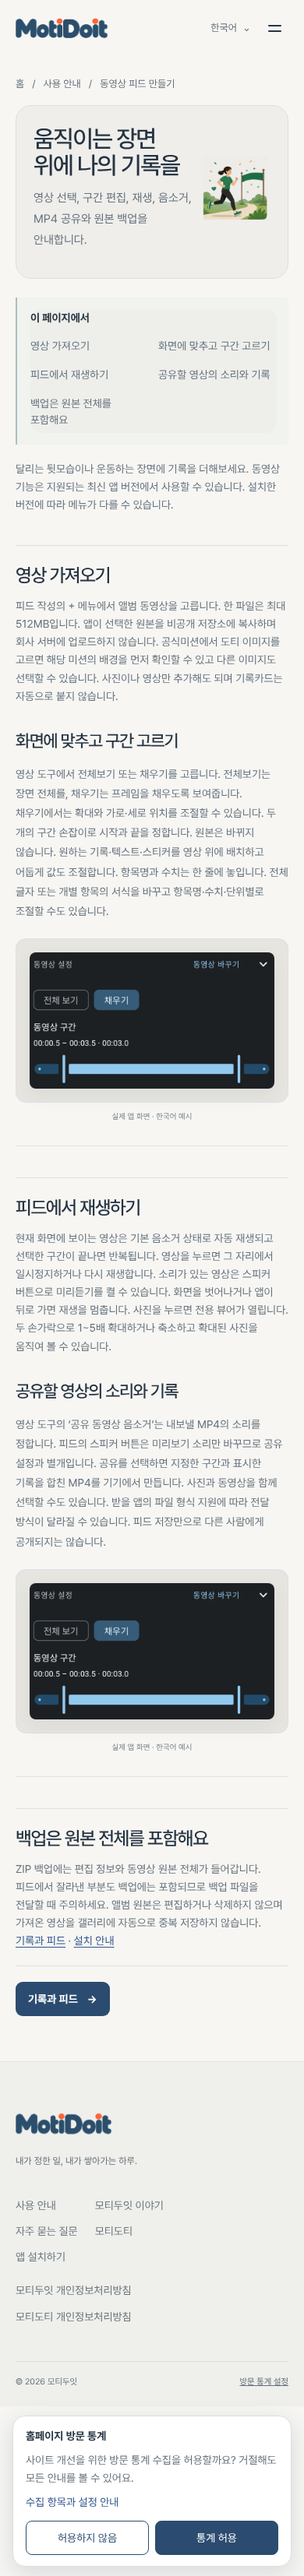 MotiDoit
한국어
홈 / 사용 안내 / 동영상 피드 만들기
움직이는 장면
위에 나의 기록을
영상 선택, 구간 편집, 재생, 음소거,
MP4 공유와 원본 백업을
안내합니다.
이 페이지에서
영상 가져오기
화면에 맞추고 구간 고르기
피드에서 재생하기
공유할 영상의 소리와 기록
백업은 원본 전체를
포함해요
달리는 뒷모습이나 운동하는 장면에 기록을 더해보세요. 동영상
기능은 지원되는 최신 앱 버전에서 사용할 수 있습니다. 설치한
버전에 따라 메뉴가 다를 수 있습니다.
영상 가져오기
피드 작성의 + 메뉴에서 앨범 동영상을 고릅니다. 한 파일은 최대
512MB입니다. 앱이 선택한 원본을 비공개 저장소에 복사하며
회사 서버에 업로드하지 않습니다. 공식미션에서 도티 이미지를
고르면 해당 미션의 배경을 먼저 확인할 수 있고 다른 이미지도
선택할 수 있습니다. 사진이나 영상만 추가해도 되며 기록카드는
자동으로 붙지 않습니다.
화면에 맞추고 구간 고르기
영상 도구에서 전체보기 또는 채우기를 고릅니다. 전체보기는
장면 전체를, 채우기는 프레임을 채우도록 보여줍니다.
채우기에서는 확대와 가로·세로 위치를 조절할 수 있습니다. 두
개의 구간 손잡이로 시작과 끝을 정합니다. 원본은 바뀌지
않습니다. 원하는 기록·텍스트·스티커를 영상 위에 배치하고
어둡게 값도 조절합니다. 항목명과 수치는 한 줄에 놓입니다. 전체
글자 또는 개별 항목의 서식을 바꾸고 항목명·수치·단위별로
조절할 수도 있습니다.
동영상 설정
동영상 바꾸기
전체 보기
채우기
동영상 구간
00:00.5 – 00:03.5 · 00:03.0
실제 앱 화면 · 한국어 예시
피드에서 재생하기
현재 화면에 보이는 영상은 기본 음소거 상태로 자동 재생되고
선택한 구간이 끝나면 반복됩니다. 영상을 누르면 그 자리에서
일시정지하거나 다시 재생합니다. 소리가 있는 영상은 스피커
버튼으로 미리듣기를 켤 수 있습니다. 화면을 벗어나거나 앱이
뒤로 가면 재생을 멈춥니다. 사진을 누르면 전용 뷰어가 열립니다.
두 손가락으로 1~5배 확대하거나 축소하고 확대된 사진을
움직여 볼 수 있습니다.
공유할 영상의 소리와 기록
영상 도구의 '공유 동영상 음소거'는 내보낼 MP4의 소리를
정합니다. 피드의 스피커 버튼은 미리보기 소리만 바꾸므로 공유
설정과 별개입니다. 공유를 선택하면 지정한 구간과 표시한
기록을 합친 MP4를 기기에서 만듭니다. 사진과 동영상을 함께
선택할 수도 있습니다. 받을 앱의 파일 형식 지원에 따라 전달
방식이 달라질 수 있습니다. 피드 저장만으로 다른 사람에게
공개되지는 않습니다.
동영상 설정
동영상 바꾸기
전체 보기
채우기
동영상 구간
00:00.5 – 00:03.5 · 00:03.0
실제 앱 화면 · 한국어 예시
백업은 원본 전체를 포함해요
ZIP 백업에는 편집 정보와 동영상 원본 전체가 들어갑니다.
피드에서 잘라낸 부분도 백업에는 포함되므로 백업 파일을
전달할 때 주의하세요. 앨범 원본은 편집하거나 삭제하지 않으며
가져온 영상을 갤러리에 자동으로 중복 저장하지 않습니다.
기록과 피드 · 설치 안내
기록과 피드 →
MotiDoit
내가 정한 일, 내가 쌓아가는 하루.
사용 안내
모티두잇 이야기
자주 묻는 질문
모티도티
앱 설치하기
모티두잇 개인정보처리방침
모티도티 개인정보처리방침
© 2026 모티두잇
방문 통계 설정
홈페이지 방문 통계
사이트 개선을 위한 방문 통계 수집을 허용할까요? 거절해도
모든 안내를 볼 수 있어요.
수집 항목과 설정 안내
허용하지 않음
통계 허용